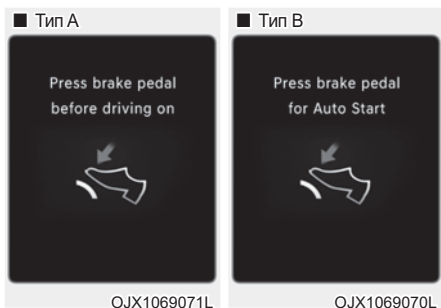 ■ Тип A
Press brake pedal
before driving on
OJX1069071L
■ Тип B
Press brake pedal
for Auto Start
OJX1069070L